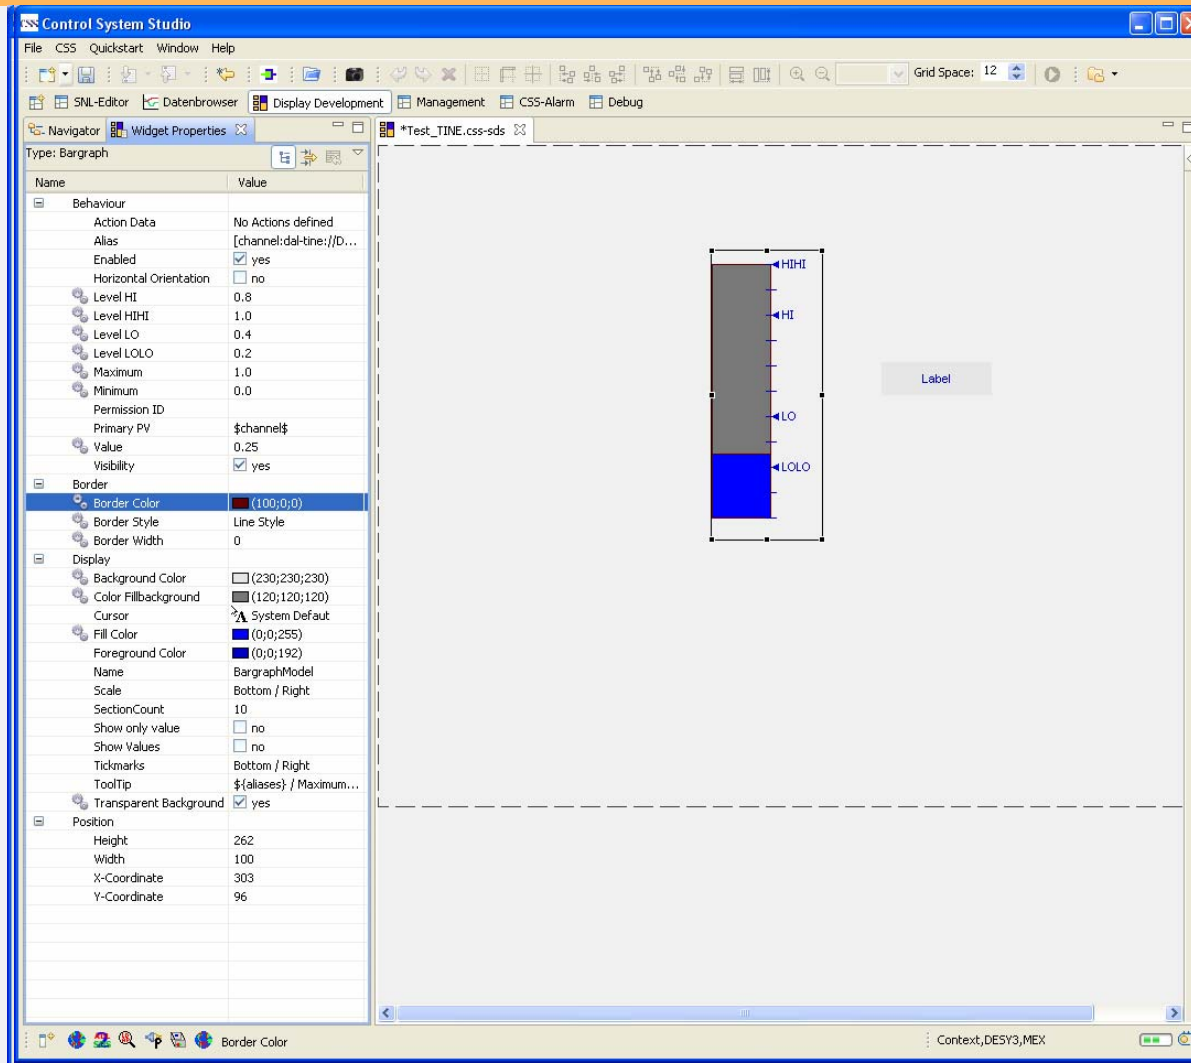 CSS Control System Studio
File CSS Quickstart Window Help
Grid Space: 12
SNL-Editor Datenbrowser Display Development Management CSS-Alarm Debug
Navigator Widget Properties *Test_TINE.css-sds
Type: Bargraph
Name Value
Behaviour
Action Data No Actions defined
Alias [channel:dal-tine://D...
Enabled yes
Horizontal Orientation no
Level HI 0.8
Level HIHI 1.0
Level LO 0.4
Level LOLO 0.2
Maximum 1.0
Minimum 0.0
Permission ID
Primary PV $channel$
Value 0.25
Visibility yes
Border
Border Color (100;0;0)
Border Style Line Style
Border Width 0
Display
Background Color (230;230;230)
Color Fillbackground (120;120;120)
Cursor System Defaut
Fill Color (0;0;255)
Foreground Color (0;0;192)
Name BargraphModel
Scale Bottom / Right
SectionCount 10
Show only value no
Show Values no
Tickmarks Bottom / Right
ToolTip ${aliases} / Maximum...
Transparent Background yes
Position
Height 262
Width 100
X-Coordinate 303
Y-Coordinate 96
HIHI
HI
LO
LOLO
Label
Border Color Context,DESY3,MEX